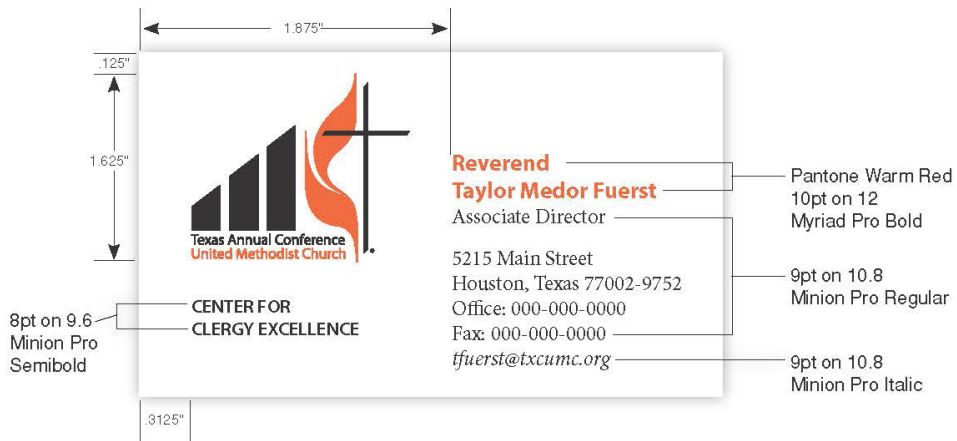 1.875"
.125"
1.625"
Texas Annual Conference
United Methodist Church
CENTER FOR
CLERGY EXCELLENCE
8pt on 9.6
Minion Pro
Semibold
.3125"
Reverend
Taylor Medor Fuerst
Associate Director
5215 Main Street
Houston, Texas 77002-9752
Office: 000-000-0000
Fax: 000-000-0000
tfuerst@txcumc.org
Pantone Warm Red
10pt on 12
Myriad Pro Bold
9pt on 10.8
Minion Pro Regular
9pt on 10.8
Minion Pro Italic